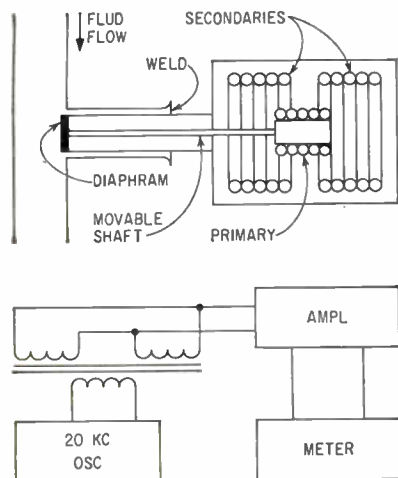 FLUD
FLOW
SECONDARIES
WELD
DIAPHRAM
MOVABLE
SHAFT
PRIMARY
AMPL
20 KC
OSC
METER